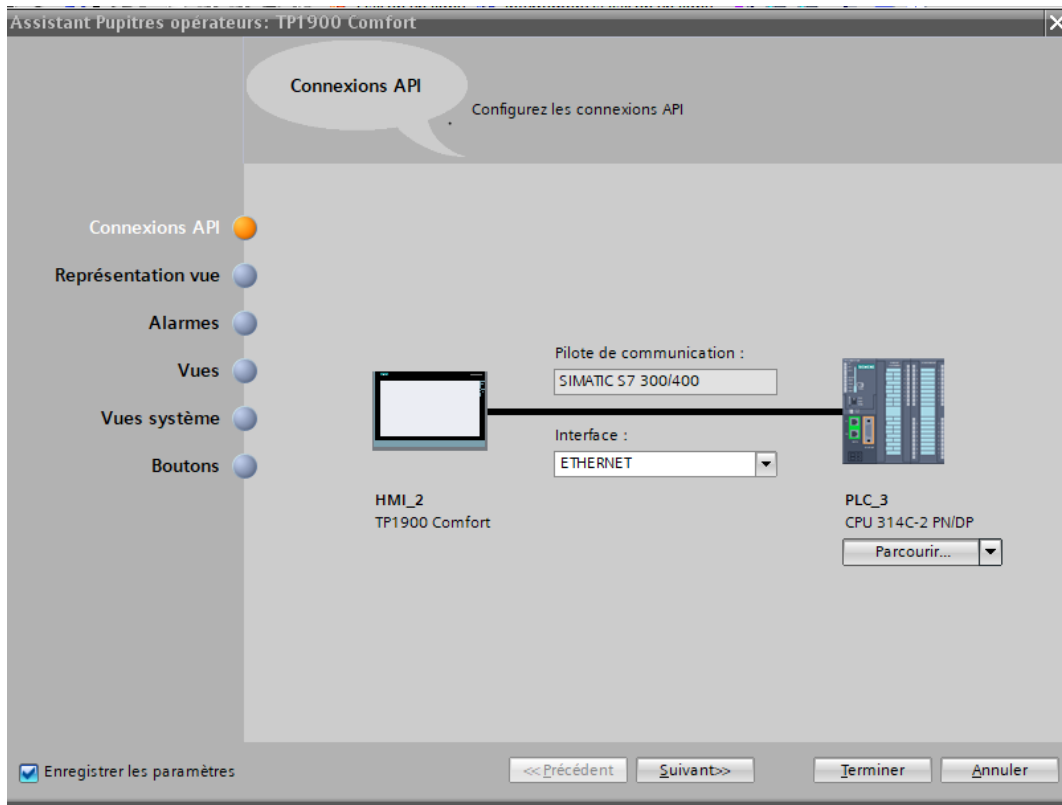 Assistant Pupitres opérateurs: TP1900 Comfort
Connexions API
Configurez les connexions API
Connexions API
Représentation vue
Alarmes
Vues
Vues système
Boutons
Pilote de communication :
SIMATIC S7 300/400
Interface :
ETHERNET
HMI_2
TP1900 Comfort
PLC_3
CPU 314C-2 PN/DP
Parcourir...
Enregistrer les paramètres
<<Précédent
Suivant>>
Terminer
Annuler